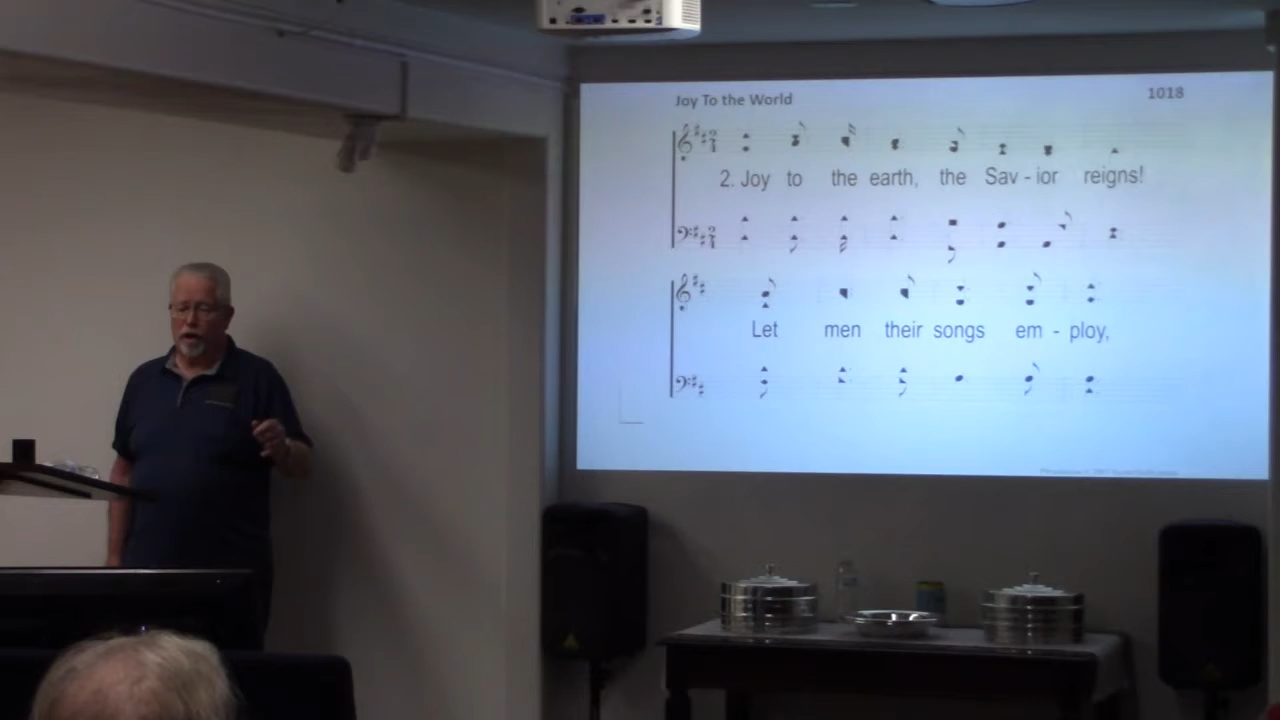 Joy To the World
1018
2. Joy to the earth, the Sav - ior reigns!
Let men their songs em - ploy,